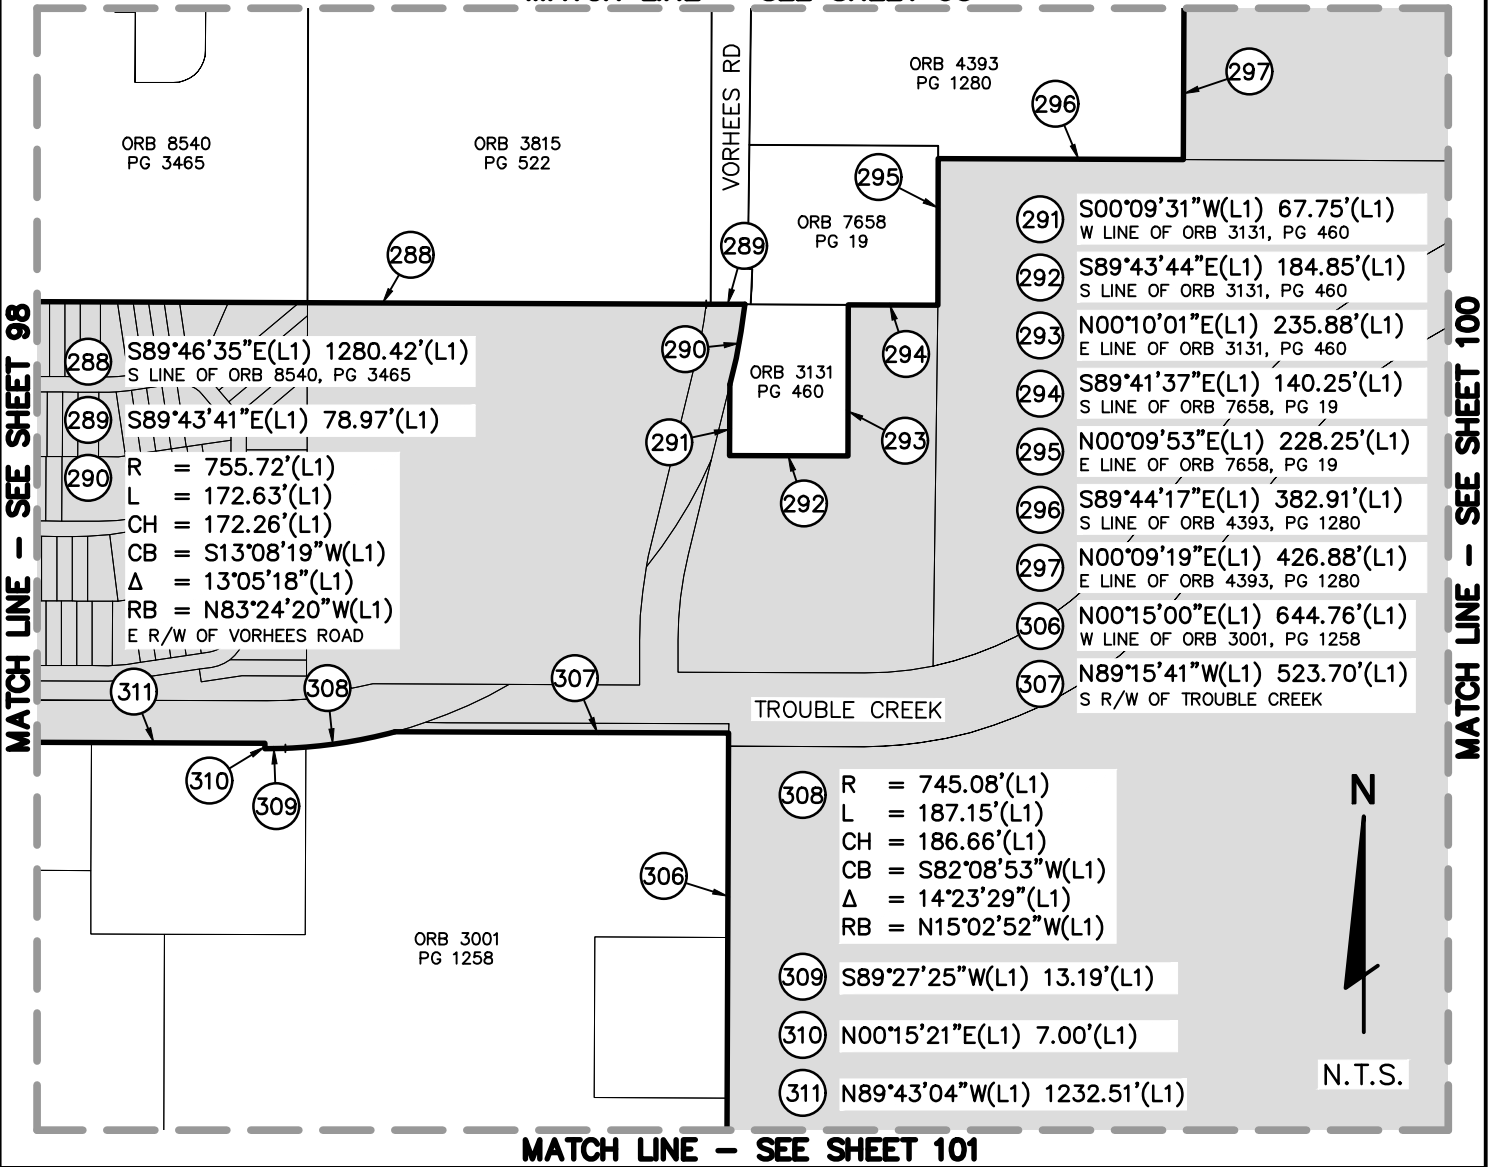 ORB 8540
PG 3465
ORB 3815
PG 522
VORHEES RD
ORB 4393
PG 1280
297
296
295
ORB 7658
PG 19
289
288
290
ORB 3131
PG 460
294
291
293
292
MATCH LINE – SEE SHEET 98
MATCH LINE – SEE SHEET 100
288 S89°46'35"E(L1) 1280.42'(L1)
S LINE OF ORB 8540, PG 3465
289 S89°43'41"E(L1) 78.97'(L1)
290 R = 755.72'(L1)
L = 172.63'(L1)
CH = 172.26'(L1)
CB = S13°08'19"W(L1)
Δ = 13°05'18"(L1)
RB = N83°24'20"W(L1)
E R/W OF VORHEES ROAD
291 S00°09'31"W(L1) 67.75'(L1)
W LINE OF ORB 3131, PG 460
292 S89°43'44"E(L1) 184.85'(L1)
S LINE OF ORB 3131, PG 460
293 N00°10'01"E(L1) 235.88'(L1)
E LINE OF ORB 3131, PG 460
294 S89°41'37"E(L1) 140.25'(L1)
S LINE OF ORB 7658, PG 19
295 N00°09'53"E(L1) 228.25'(L1)
E LINE OF ORB 7658, PG 19
296 S89°44'17"E(L1) 382.91'(L1)
S LINE OF ORB 4393, PG 1280
297 N00°09'19"E(L1) 426.88'(L1)
E LINE OF ORB 4393, PG 1280
306 N00°15'00"E(L1) 644.76'(L1)
W LINE OF ORB 3001, PG 1258
307 N89°15'41"W(L1) 523.70'(L1)
S R/W OF TROUBLE CREEK
311
308
307
TROUBLE CREEK
310
309
306
ORB 3001
PG 1258
308 R = 745.08'(L1)
L = 187.15'(L1)
CH = 186.66'(L1)
CB = S82°08'53"W(L1)
Δ = 14°23'29"(L1)
RB = N15°02'52"W(L1)
309 S89°27'25"W(L1) 13.19'(L1)
310 N00°15'21"E(L1) 7.00'(L1)
311 N89°43'04"W(L1) 1232.51'(L1)
N
N.T.S.
MATCH LINE – SEE SHEET 101